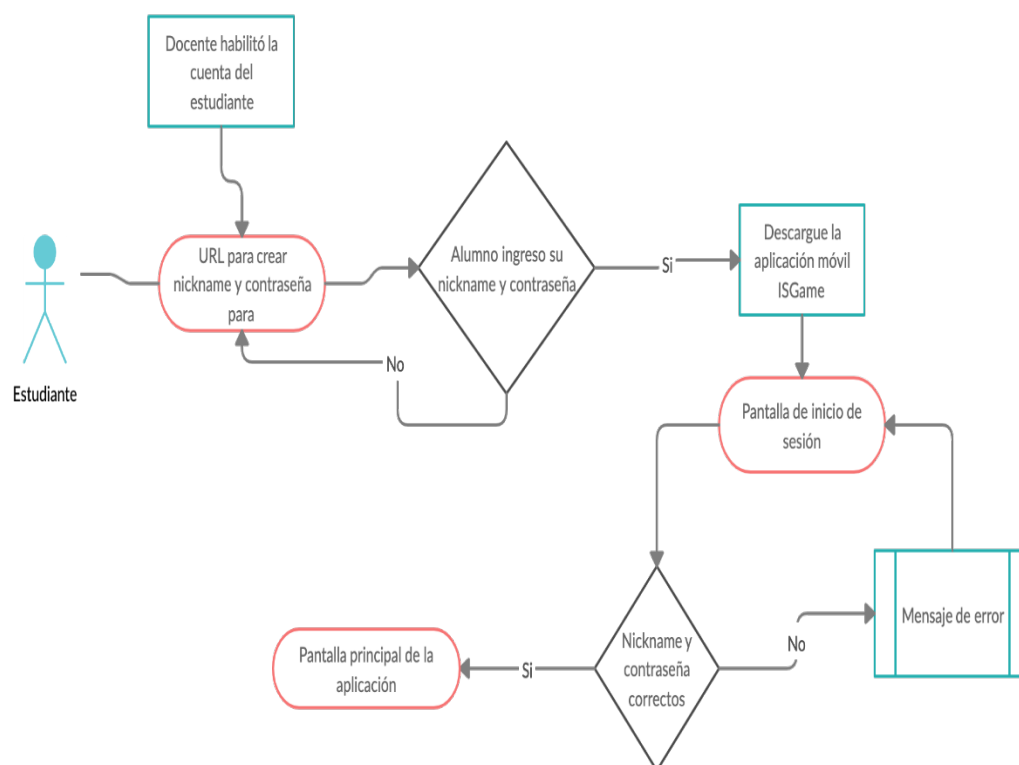 Docente habilitó la
cuenta del
estudiante
URL para crear
nickname y contraseña
para
Estudiante
Alumno ingreso su
nickname y contraseña
No
Si
Descargue la
aplicación móvil
ISGame
Pantalla de inicio de
sesión
Nickname y
contraseña
correctos
No
Mensaje de error
Si
Pantalla principal de la
aplicación